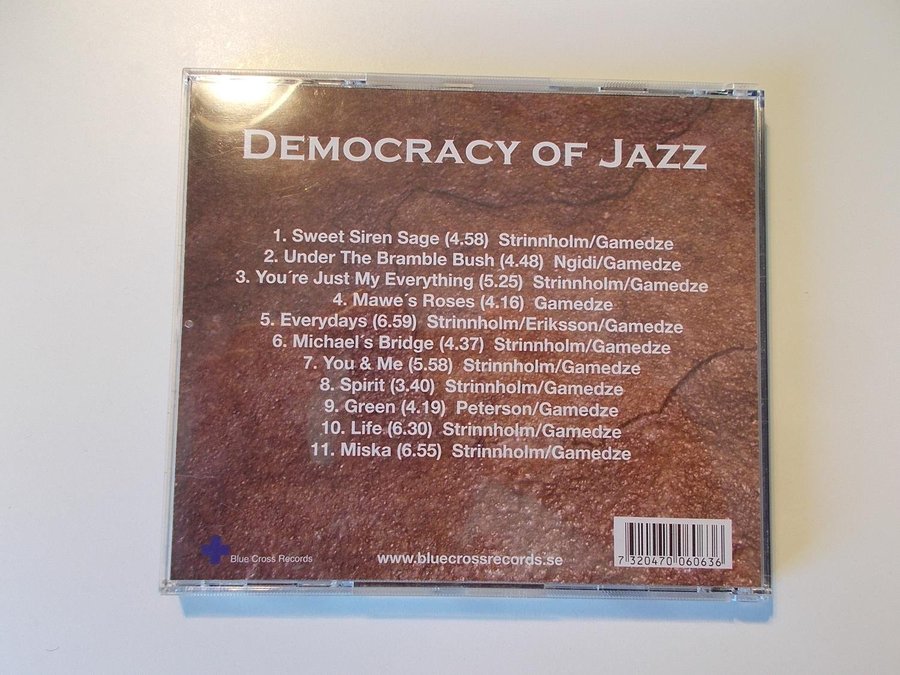 DEMOCRACY OF JAZZ
1. Sweet Siren Sage (4.58) Strinnholm/Gamedze
2. Under The Bramble Bush (4.48) Ngidi/Gamedze
3. You´re Just My Everything (5.25) Strinnholm/Gamedze
4. Mawe´s Roses (4.16) Gamedze
5. Everydays (6.59) Strinnholm/Eriksson/Gamedze
6. Michael´s Bridge (4.37) Strinnholm/Gamedze
7. You & Me (5.58) Strinnholm/Gamedze
8. Spirit (3.40) Strinnholm/Gamedze
9. Green (4.19) Peterson/Gamedze
10. Life (6.30) Strinnholm/Gamedze
11. Miska (6.55) Strinnholm/Gamedze
Blue Cross Records
www.bluecrossrecords.se
7 320470 060636